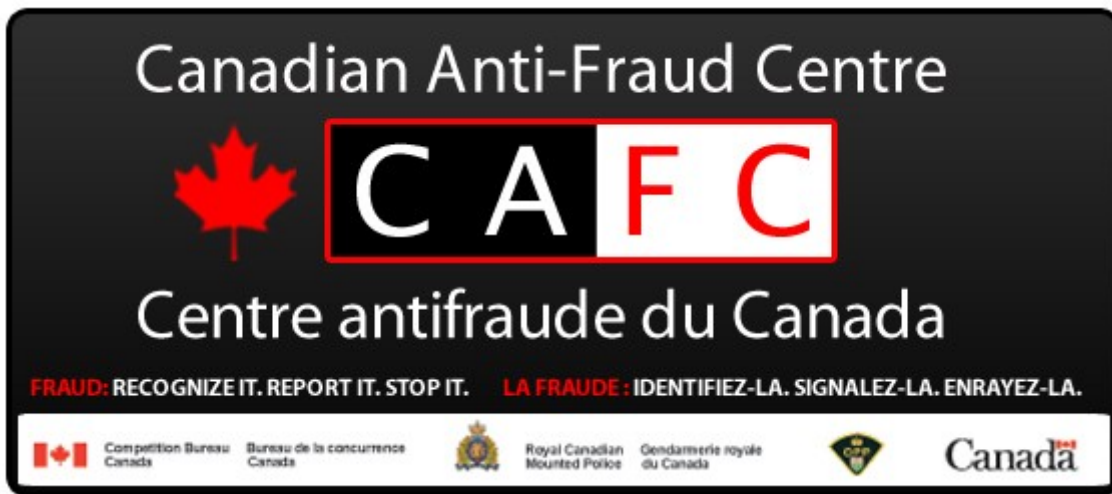 Canadian Anti-Fraud Centre
C A F C
Centre antifraude du Canada
FRAUD: RECOGNIZE IT. REPORT IT. STOP IT. LA FRAUDE : IDENTIFIEZ-LA. SIGNALEZ-LA. ENRAYEZ-LA.
Competition Bureau Canada
Bureau de la concurrence Canada
Royal Canadian Mounted Police
Gendarmerie royale du Canada
OPP
Canada